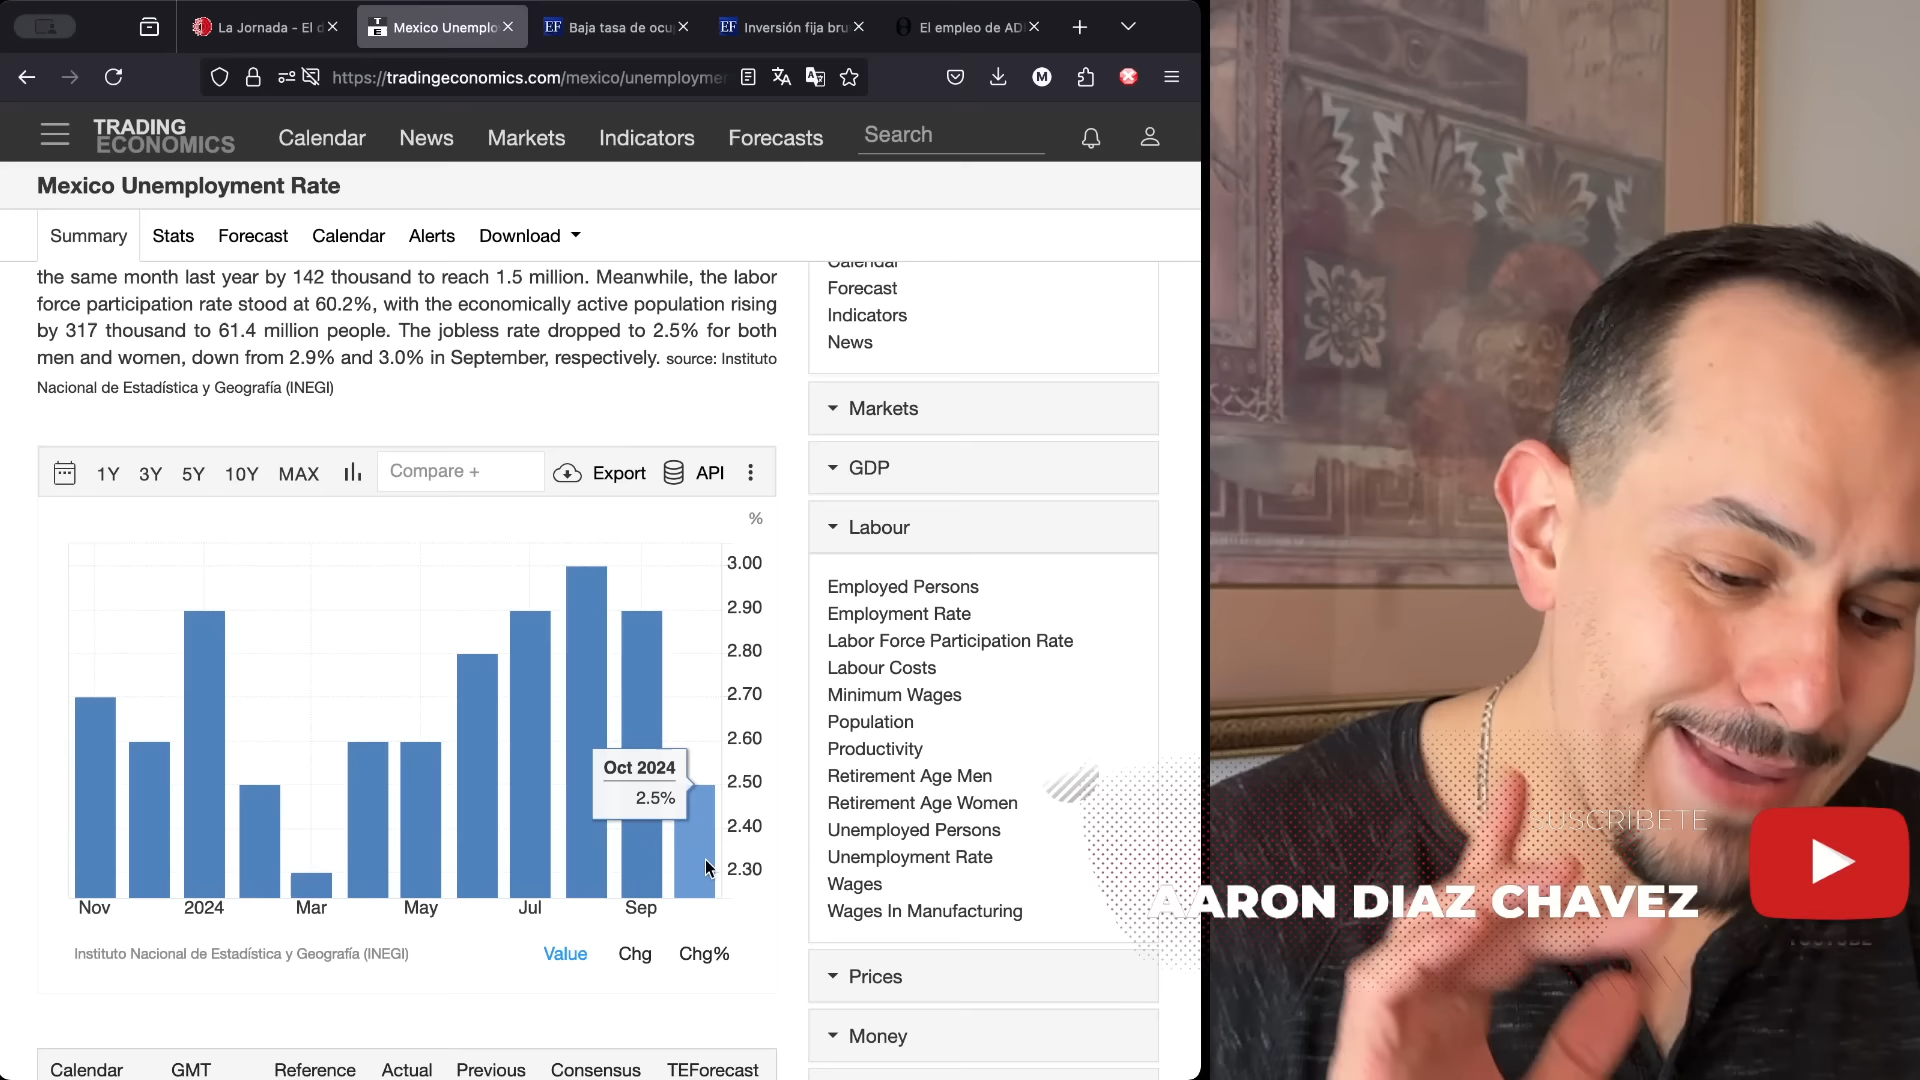 La Jornada - El d
Mexico Unemplo
EF Baja tasa de ocu
EF Inversión fija bru
El empleo de AD
https://tradingeconomics.com/mexico/unemployme
M
TRADING
ECONOMICS
Calendar
News
Markets
Indicators
Forecasts
Search
Mexico Unemployment Rate
Summary
Stats
Forecast
Calendar
Alerts
Download
the same month last year by 142 thousand to reach 1.5 million. Meanwhile, the labor
force participation rate stood at 60.2%, with the economically active population rising
by 317 thousand to 61.4 million people. The jobless rate dropped to 2.5% for both
men and women, down from 2.9% and 3.0% in September, respectively. source: Instituto
Nacional de Estadística y Geografía (INEGI)
1Y
3Y
5Y
10Y
MAX
Compare +
Export
API
%
3.00
2.90
2.80
2.70
2.60
2.50
2.40
2.30
Oct 2024
2.5%
Nov
2024
Mar
May
Jul
Sep
Instituto Nacional de Estadística y Geografía (INEGI)
Value
Chg
Chg%
Calendar
GMT
Reference
Actual
Previous
Consensus
TEForecast
Calendar
Forecast
Indicators
News
Markets
GDP
Labour
Employed Persons
Employment Rate
Labor Force Participation Rate
Labour Costs
Minimum Wages
Population
Productivity
Retirement Age Men
Retirement Age Women
Unemployed Persons
Unemployment Rate
Wages
Wages In Manufacturing
Prices
Money
SUSCRIBETE
AARON DIAZ CHAVEZ
YOUTUBE